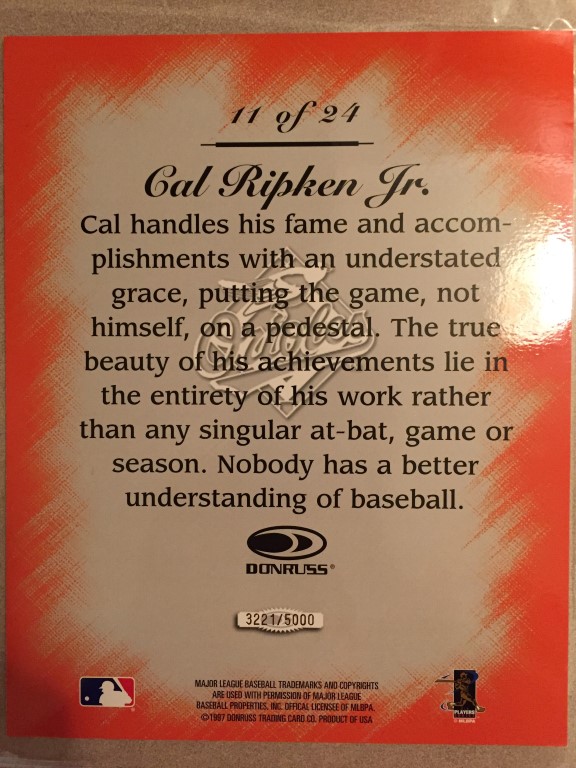 11 of 24
Cal Ripken Jr.
Cal handles his fame and accom-
plishments with an understated
grace, putting the game, not
himself, on a pedestal. The true
beauty of his achievements lie in
the entirety of his work rather
than any singular at-bat, game or
season. Nobody has a better
understanding of baseball.
Orioles
DONRUSS®
3221/5000
MAJOR LEAGUE BASEBALL TRADEMARKS AND COPYRIGHTS
ARE USED WITH PERMISSION OF MAJOR LEAGUE
BASEBALL PROPERTIES, INC. OFFICIAL LICENSEE OF MLBPA.
©1997 DONRUSS TRADING CARD CO. PRODUCT OF USA
PLAYERS
© MLBPA